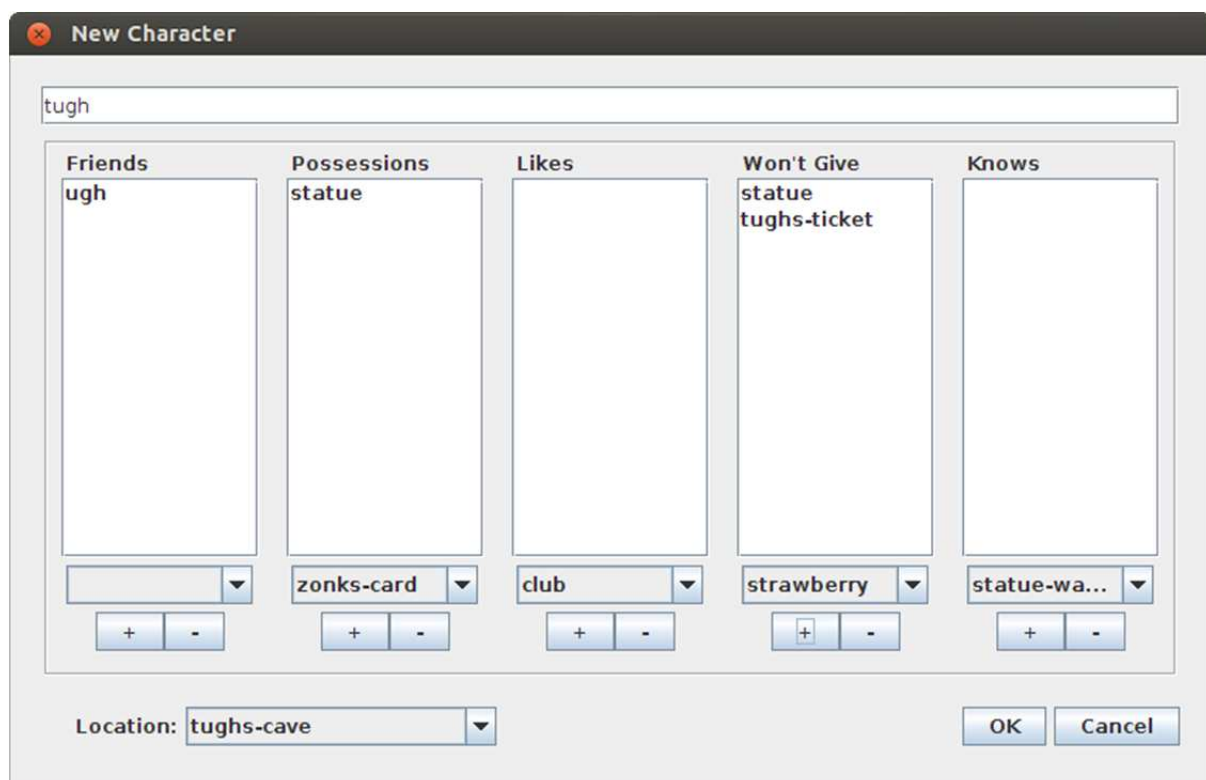 New Character
tugh
Friends Possessions Likes Won't Give Knows
ugh statue statue
tughs-ticket
zonks-card club strawberry statue-wa...
+ - + - + - + - + -
Location: tughs-cave OK Cancel